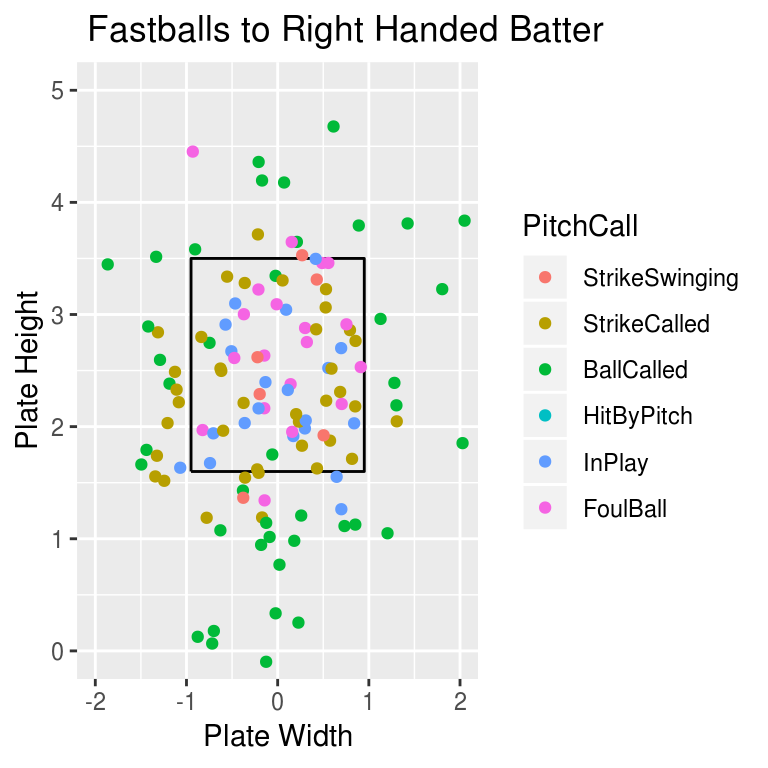 Fastballs to Right Handed Batter
5
4
3
2
1
0
-2 -1 0 1 2
Plate Height
Plate Width
PitchCall
StrikeSwinging
StrikeCalled
BallCalled
HitByPitch
InPlay
FoulBall